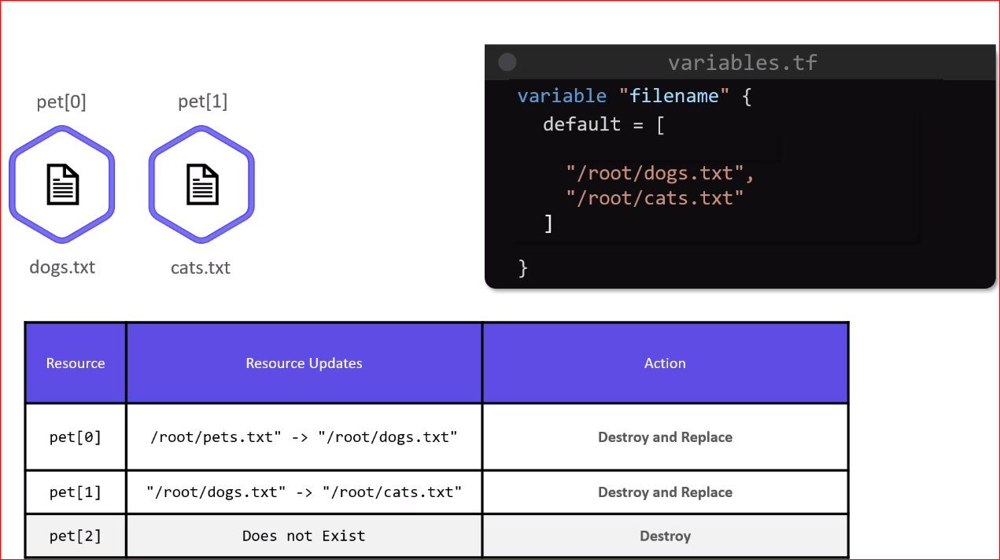 variables.tf
pet[0]
pet[1]
variable "filename" {
default = [
"/root/dogs.txt",
"/root/cats.txt"
]
}
dogs.txt
cats.txt
Resource
Resource Updates
Action
pet[0]
/root/pets.txt" -> "/root/dogs.txt"
Destroy and Replace
pet[1]
"/root/dogs.txt" -> "/root/cats.txt"
Destroy and Replace
pet[2]
Does not Exist
Destroy